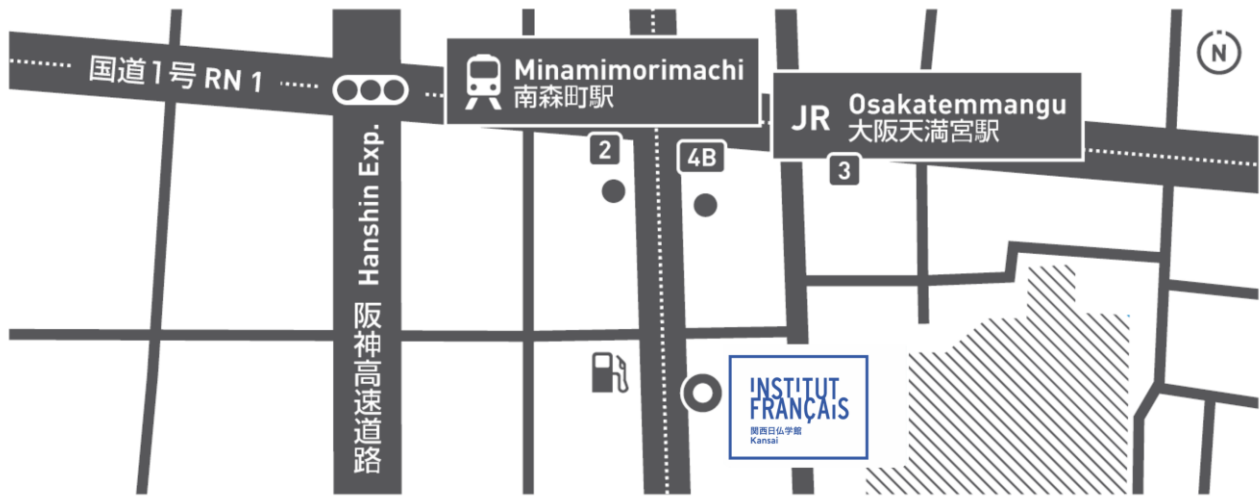 国道1号 RN 1
Hanshin Exp.
阪神高速道路
Minamimorimachi
南森町駅
JR
Osakatemmangu
大阪天満宮駅
2
4B
3
N
INSTITUT
FRANÇAIS
関西日仏学館
Kansai